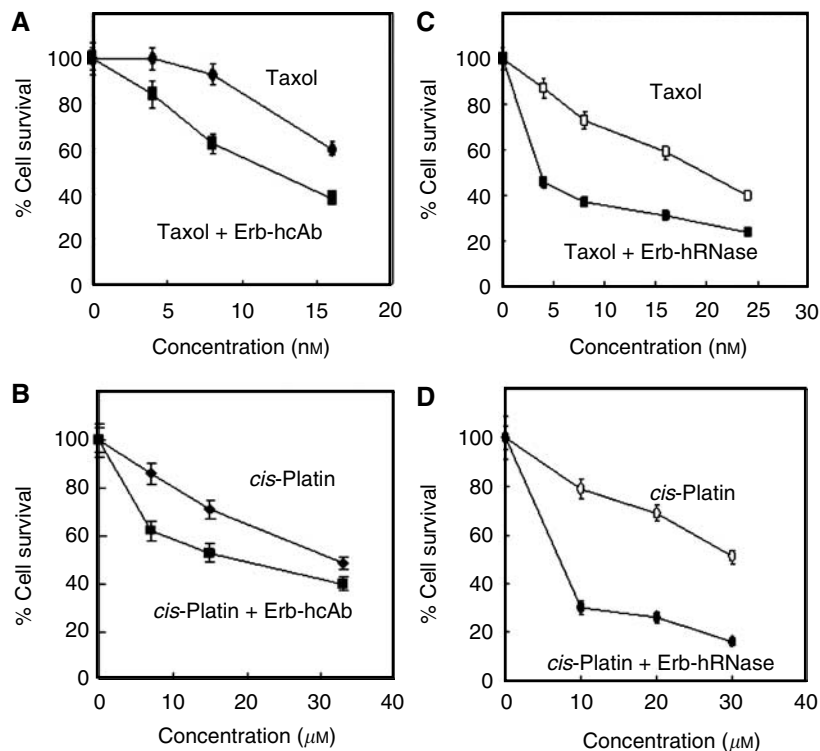 A
% Cell survival
100
80
60
40
20
0
Taxol
Taxol + Erb-hcAb
0 5 10 15 20
Concentration (nM)
C
% Cell survival
100
80
60
40
20
0
Taxol
Taxol + Erb-hRNase
0 5 10 15 20 25 30
Concentration (nM)
B
% Cell survival
100
80
60
40
20
0
cis-Platin
cis-Platin + Erb-hcAb
0 10 20 30 40
Concentration (μM)
D
% Cell survival
100
80
60
40
20
0
cis-Platin
cis-Platin + Erb-hRNase
0 10 20 30 40
Concentration (μM)